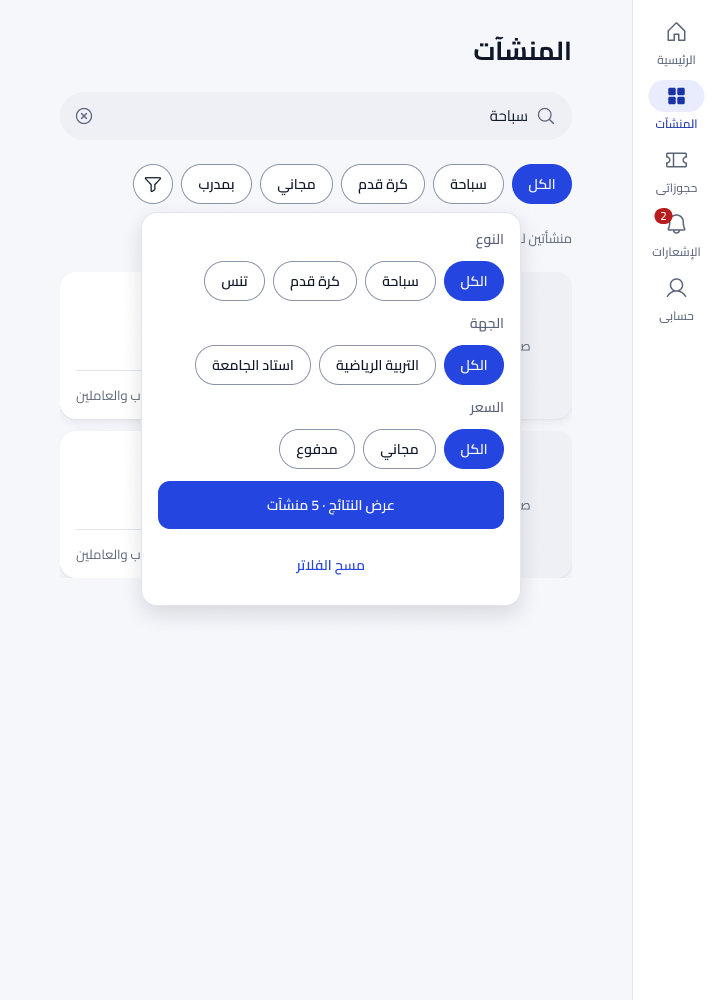 الرئيسية
المنشآت
حجوزاتي
2
الإشعارات
حسابي
المنشآت
سباحة
الكل
سباحة
كرة قدم
مجاني
بمدرب
منشأتين
النوع
الكل
سباحة
كرة قدم
تنس
الجهة
الكل
التربية الرياضية
استاد الجامعة
السعر
الكل
مجاني
مدفوع
عرض النتائج · 5 منشآت
مسح الفلاتر
والعاملين
والعاملين